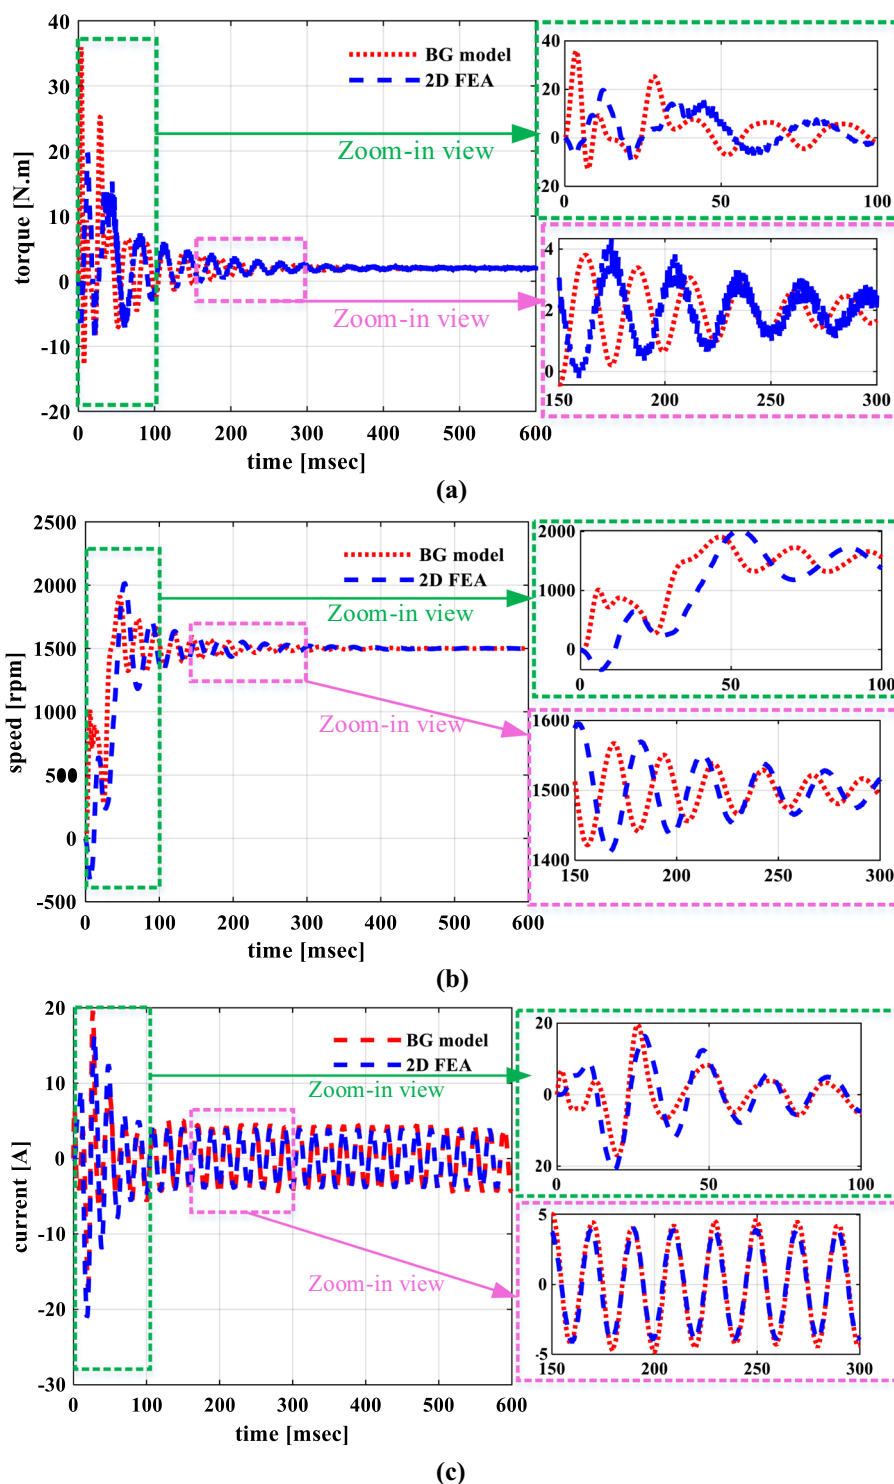 40
30
20
10
0
-10
-20
torque [N.m]
BG model
2D FEA
Zoom-in view
Zoom-in view
0 100 200 300 400 500 600
time [msec]
40
20
0
20
0 50 100
4
2
0
150 200 250 300
(a)
2500
2000
1500
1000
500
0
-500
speed [rpm]
BG model
2D FEA
Zoom-in view
Zoom-in view
0 100 200 300 400 500 600
time [msec]
2000
1000
0
0 50 100
1600
1500
1400
150 200 250 300
(b)
20
10
0
-10
-20
-30
current [A]
BG model
2D FEA
Zoom-in view
Zoom-in view
0 100 200 300 400 500 600
time [msec]
20
0
20
0 50 100
5
0
-5
150 200 250 300
(c)